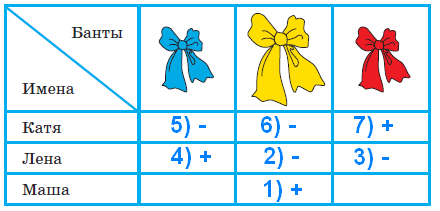 Банты
Имена
Катя 5) - 6) - 7) +
Лена 4) + 2) - 3) -
Маша 1) +